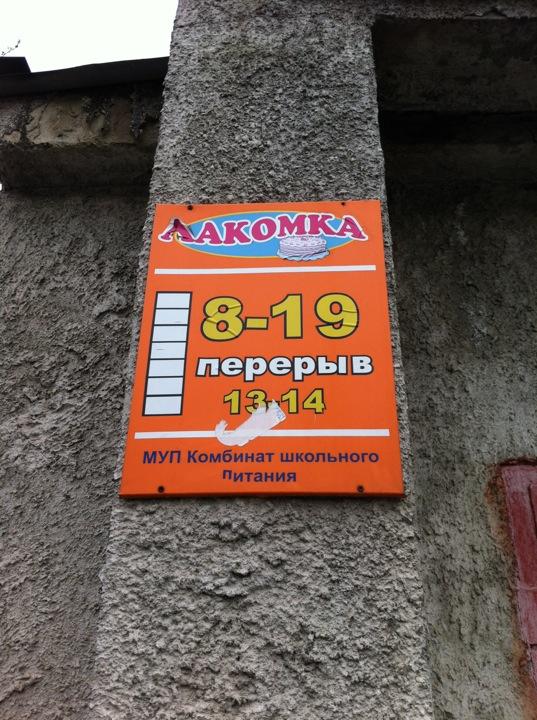 ЛАКОМКА
8-19
перерыв
13-14
МУП Комбинат школьного
питания